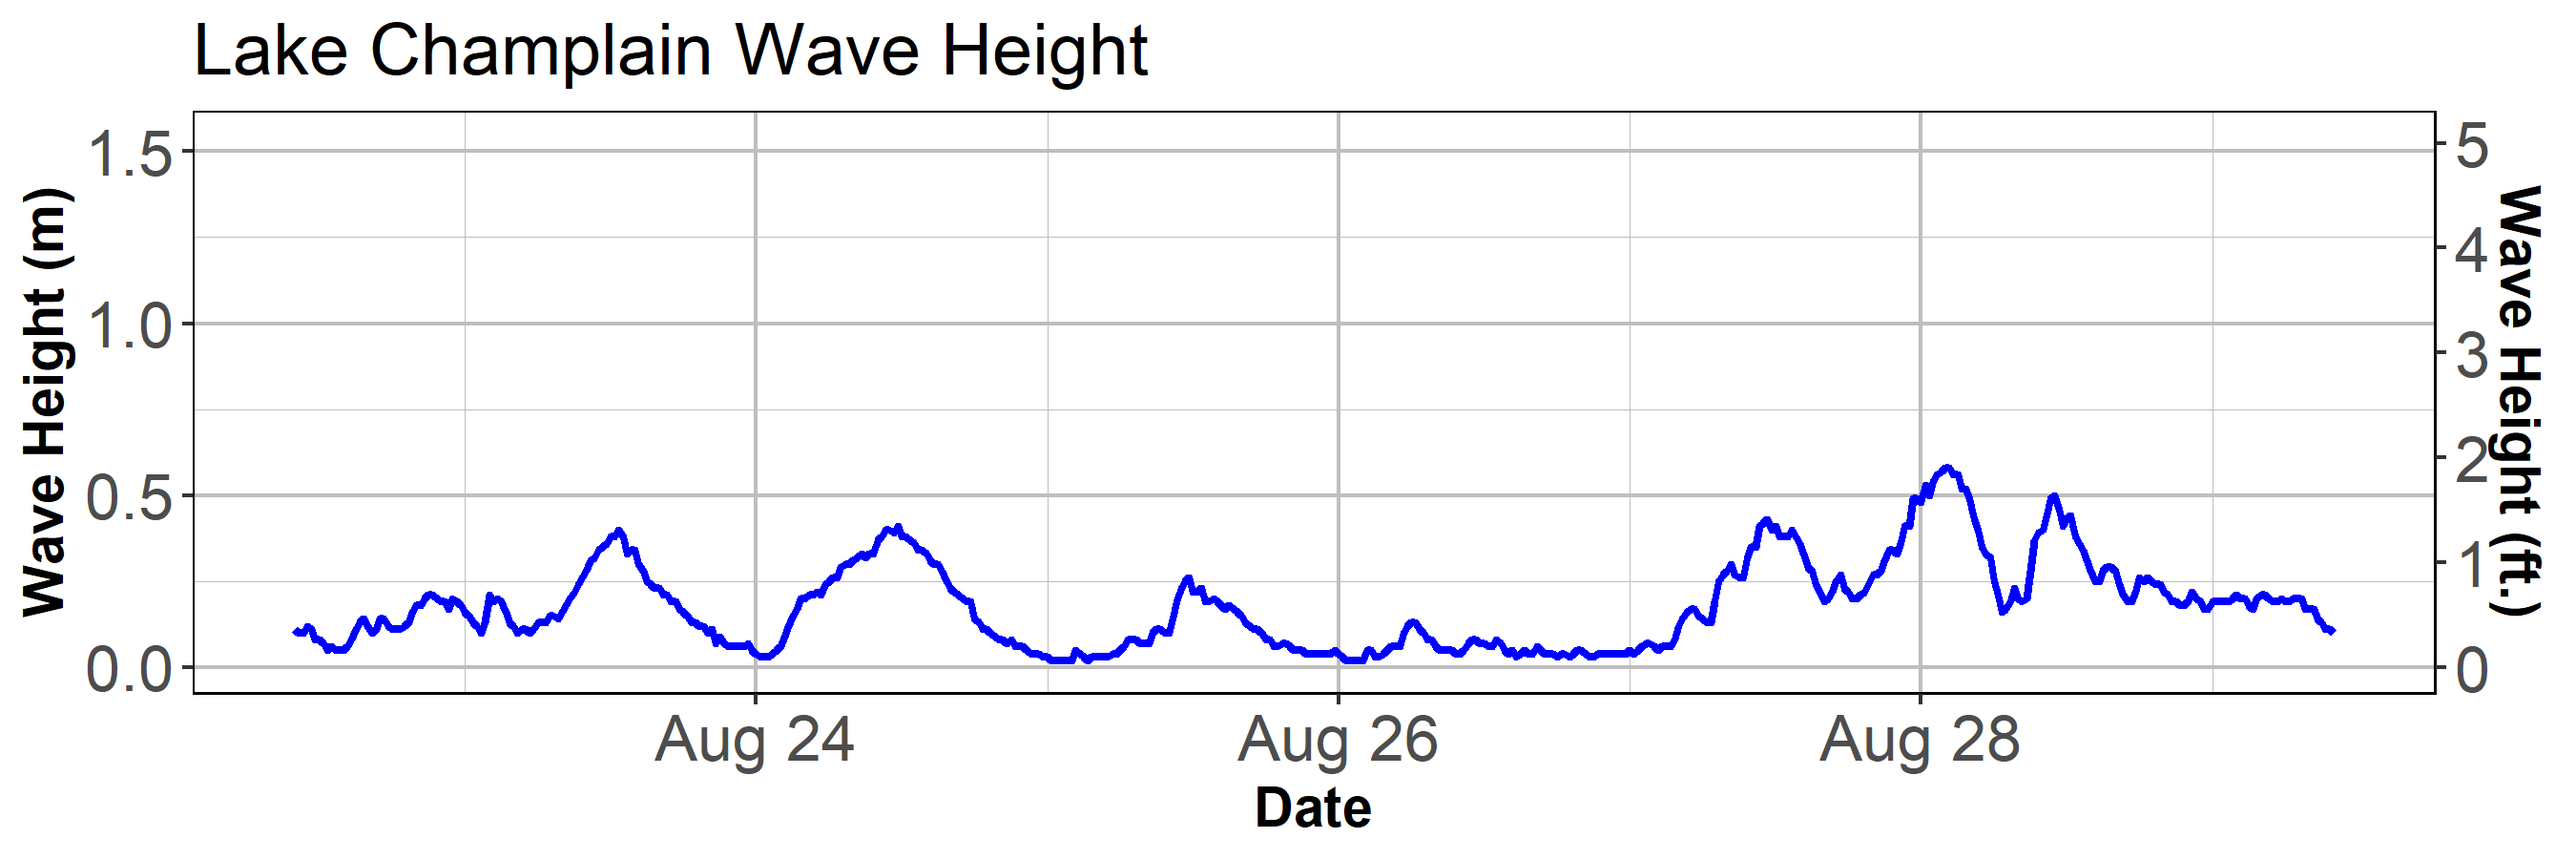 Lake Champlain Wave Height
Wave Height (m)
1.5
1.0
0.5
0.0
5
4
3
2
1
0
Wave Height (ft.)
Aug 24
Aug 26
Aug 28
Date